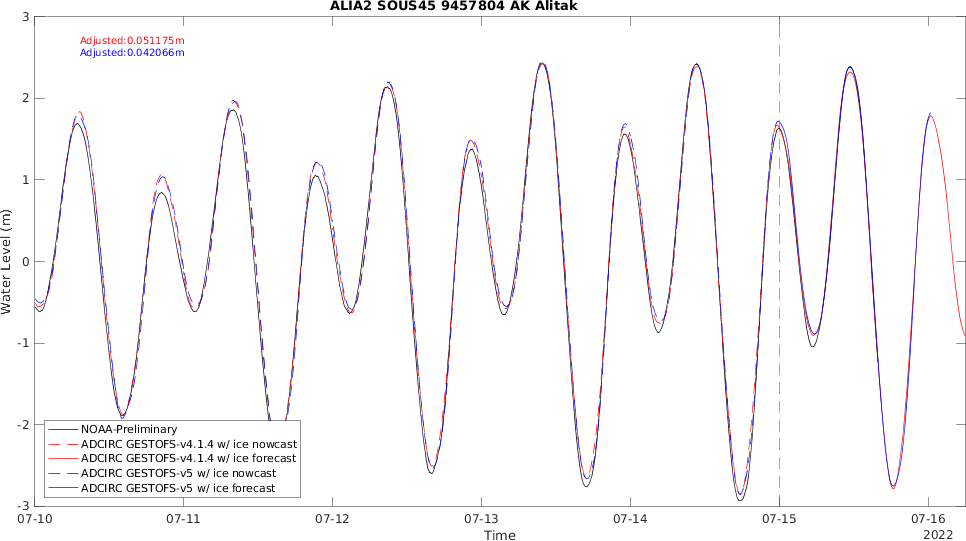 ALIA2 SOUS45 9457804 AK Alitak
Adjusted:0.051175m
Adjusted:0.042066m
3
2
1
0
-1
-2
-3
Water Level (m)
NOAA-Preliminary
ADCIRC GESTOFS-v4.1.4 w/ ice nowcast
ADCIRC GESTOFS-v4.1.4 w/ ice forecast
ADCIRC GESTOFS-v5 w/ ice nowcast
ADCIRC GESTOFS-v5 w/ ice forecast
07-10 07-11 07-12 07-13 07-14 07-15 07-16
Time
2022